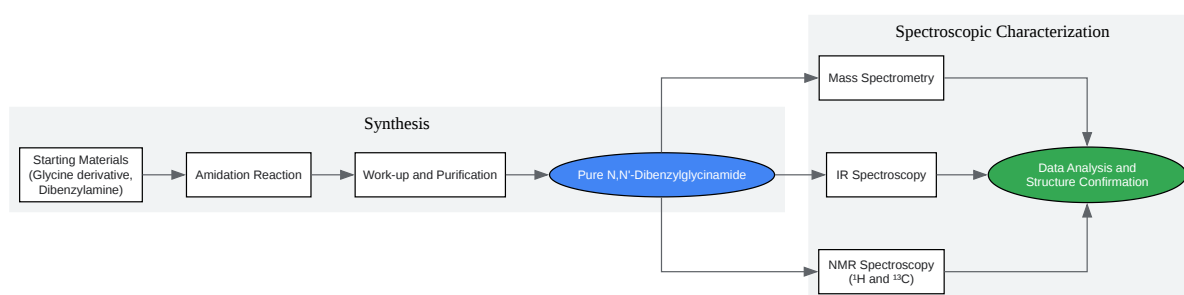 Spectroscopic Characterization
Mass Spectrometry
Synthesis
Starting Materials
(Glycine derivative,
Dibenzylamine)
Amidation Reaction
Work-up and Purification
Pure N,N'-Dibenzylglycinamide
IR Spectroscopy
Data Analysis and
Structure Confirmation
NMR Spectroscopy
(¹H and ¹³C)